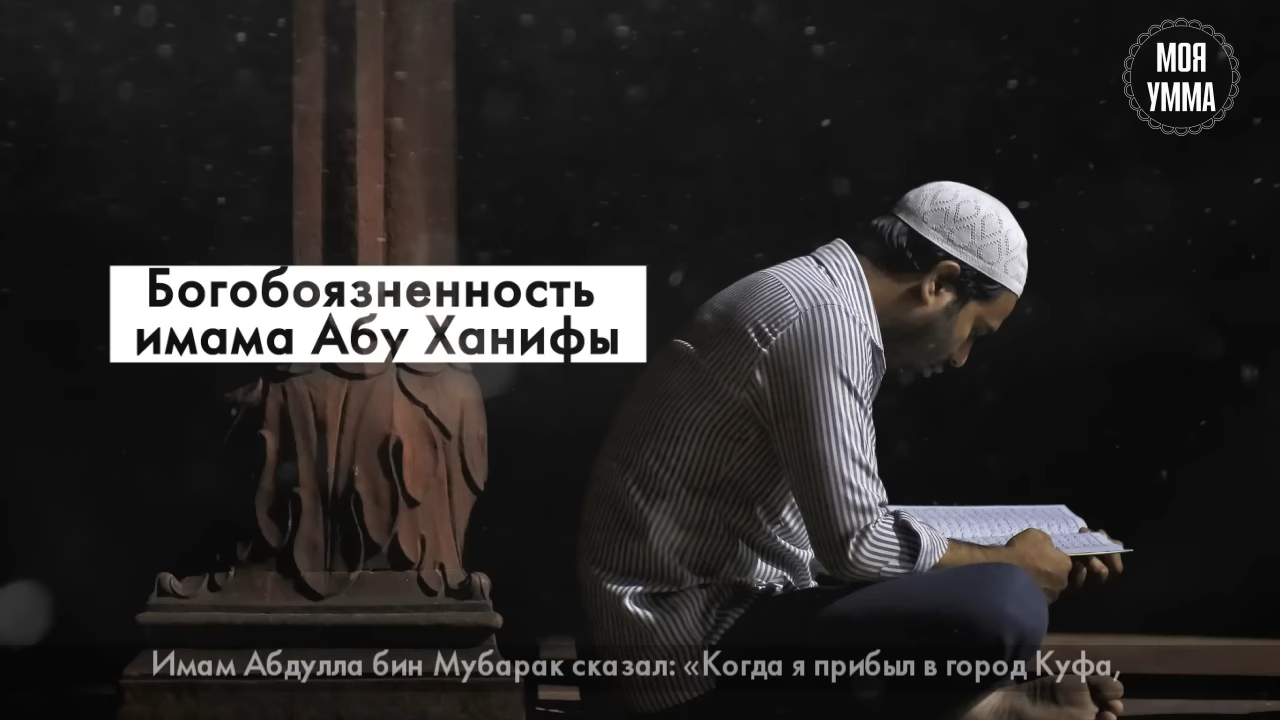 МОЯ
УММА
Богобоязненность
имама Абу Ханифы
Имам Абдулла бин Мубарак сказал: «Когда я прибыл в город Куфа,